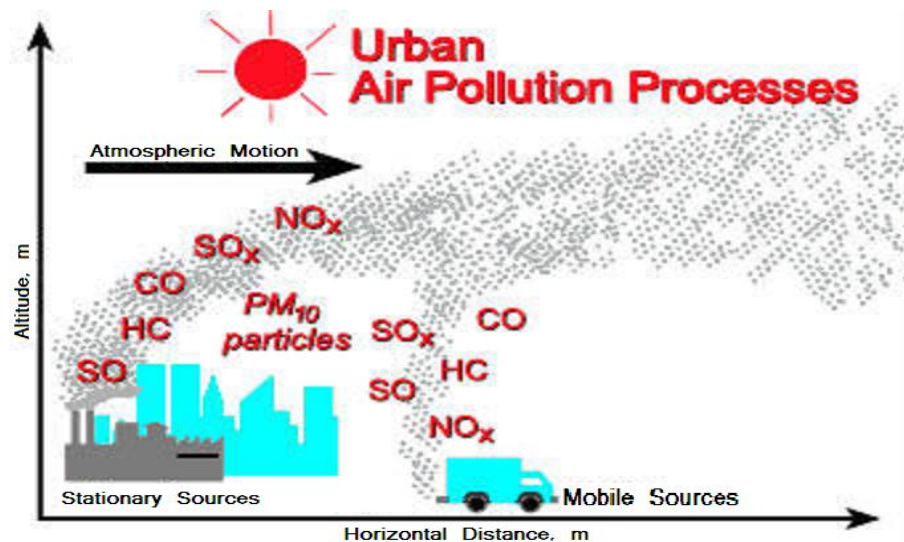 Urban
Air Pollution Processes
Atmospheric Motion
NOx
SOx
CO
HC
SO
PM10
particles
SOx
CO
HC
SO
NOx
Stationary Sources
Mobile Sources
Altitude, m
Horizontal Distance, m